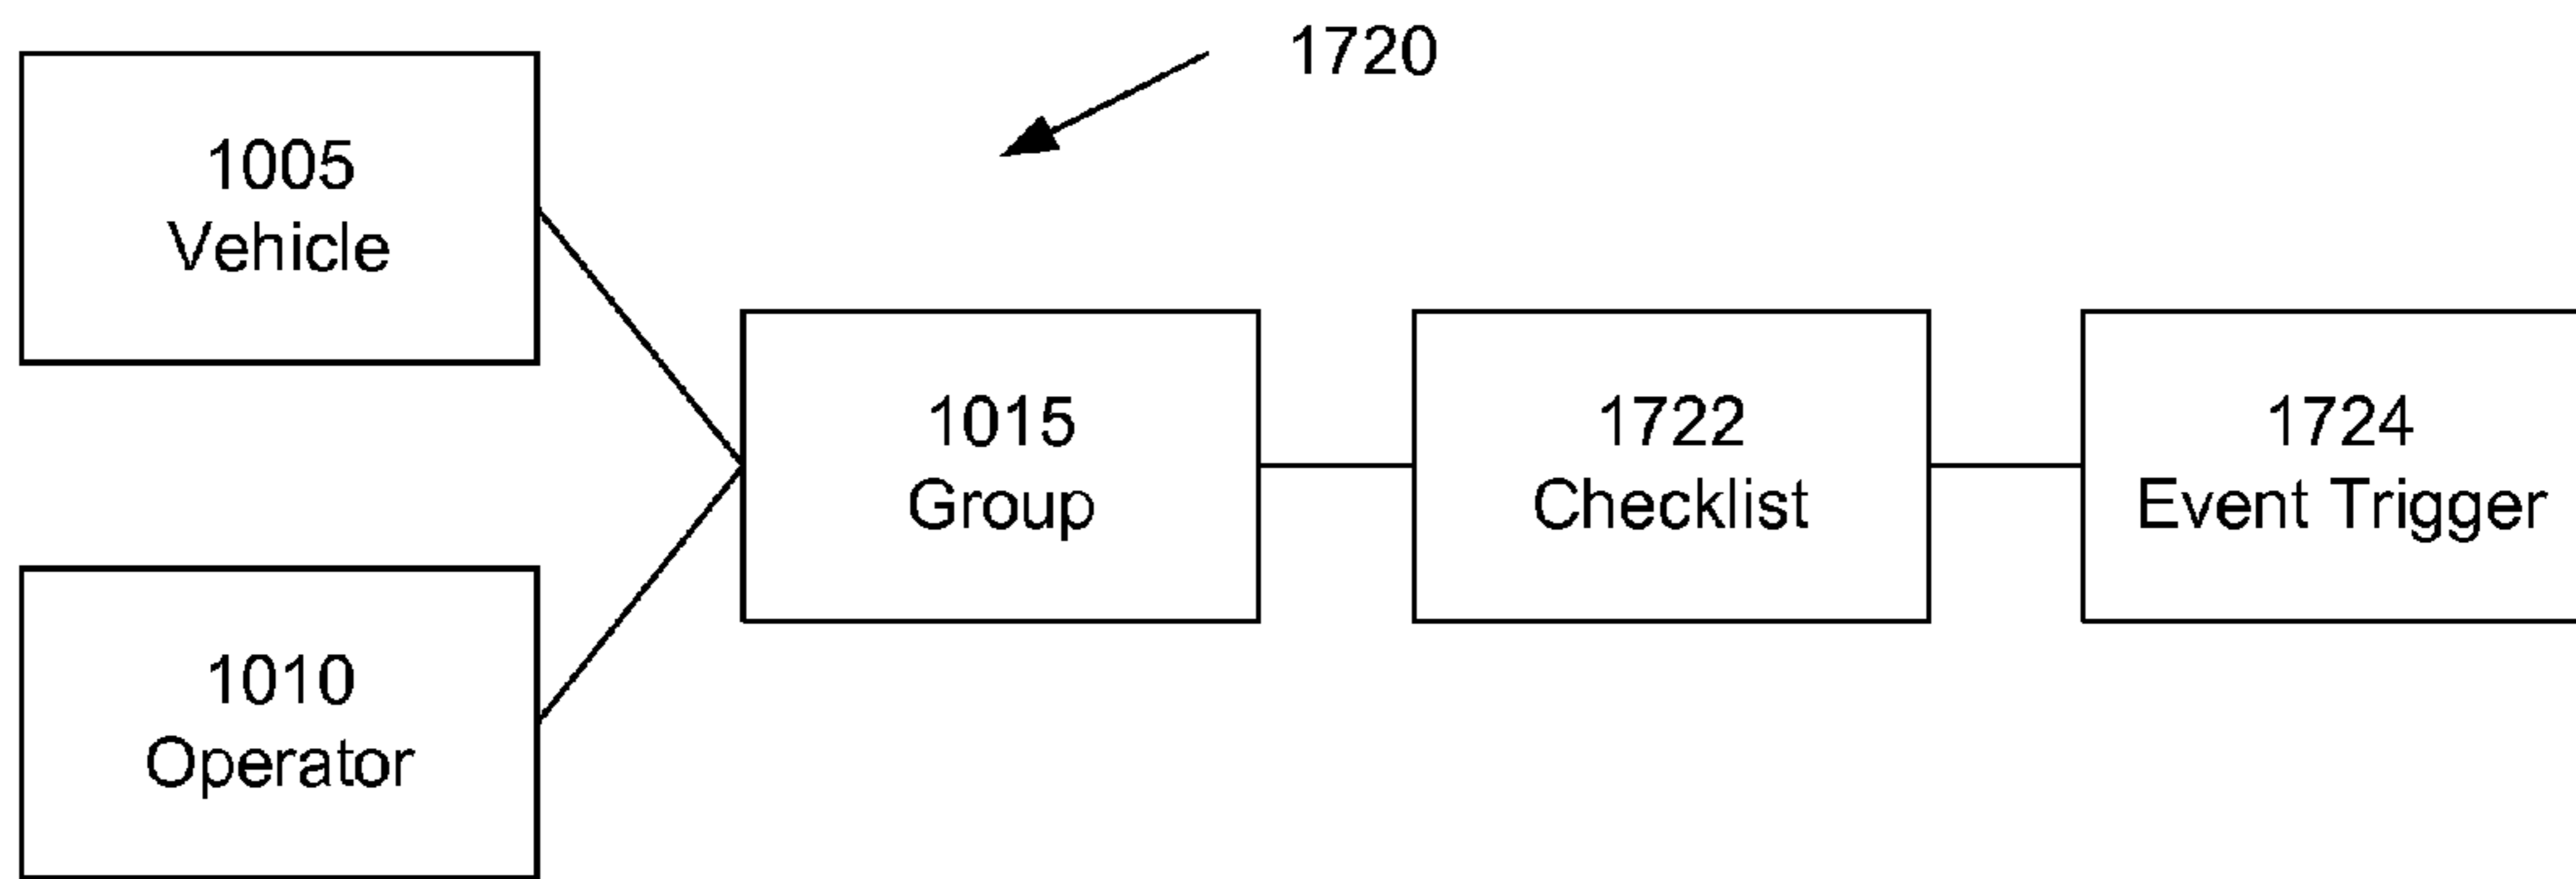 1720
1005
Vehicle
1015
Group
1722
Checklist
1724
Event Trigger
1010
Operator